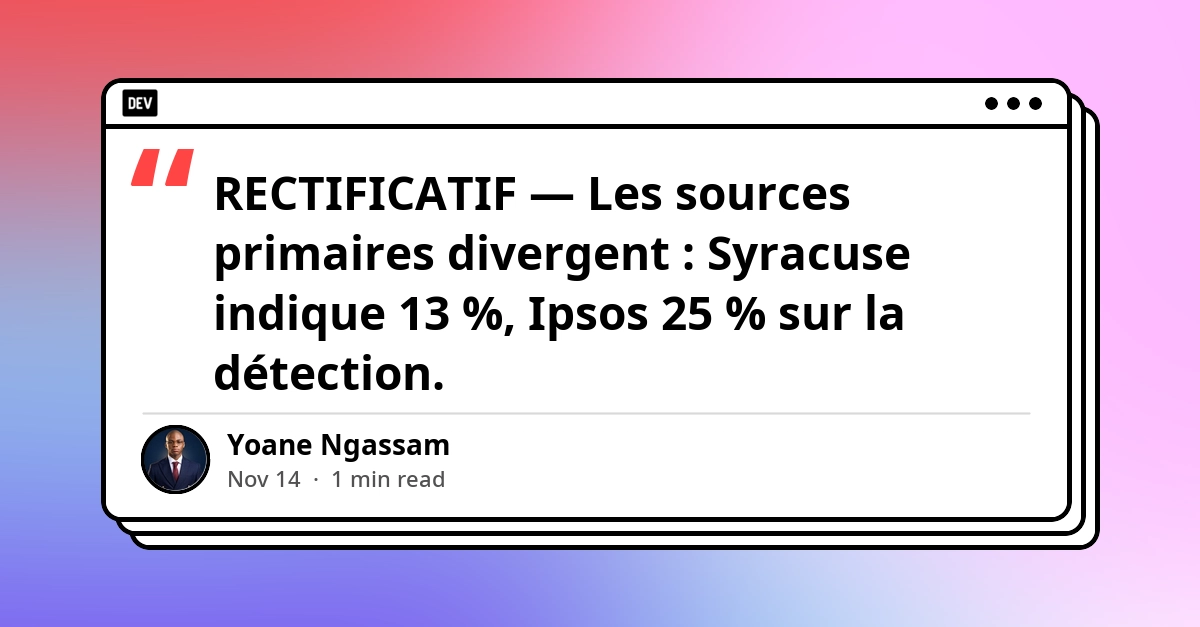 DEV
“
RECTIFICATIF — Les sources
primaires divergent : Syracuse
indique 13 %, Ipsos 25 % sur la
détection.
Yoane Ngassam
Nov 14 · 1 min read